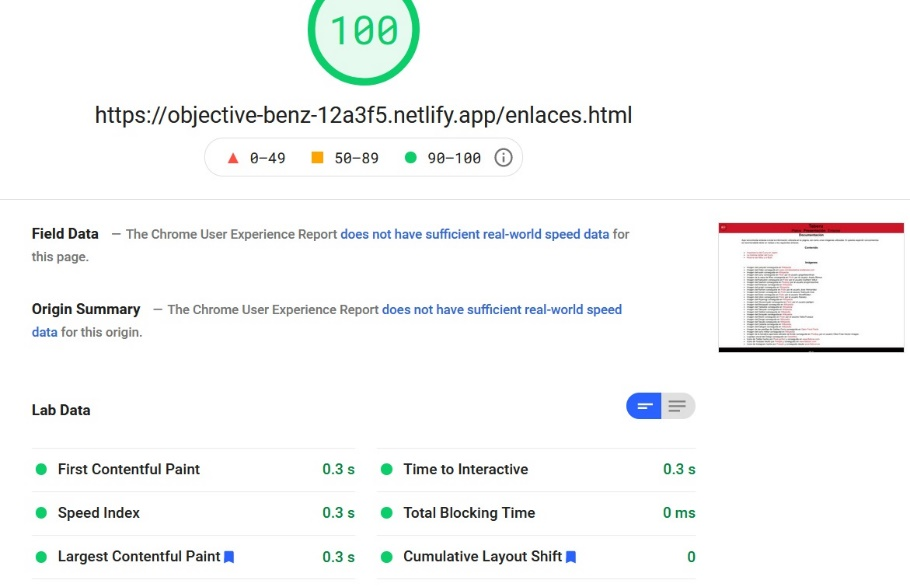 100
https://objective-benz-12a3f5.netlify.app/enlaces.html
0–49 50–89 90–100
Field Data — The Chrome User Experience Report does not have sufficient real-world speed data for
this page.
Origin Summary — The Chrome User Experience Report does not have sufficient real-world speed
data for this origin.
Lab Data
First Contentful Paint 0.3 s
Time to Interactive 0.3 s
Speed Index 0.3 s
Total Blocking Time 0 ms
Largest Contentful Paint 0.3 s
Cumulative Layout Shift 0